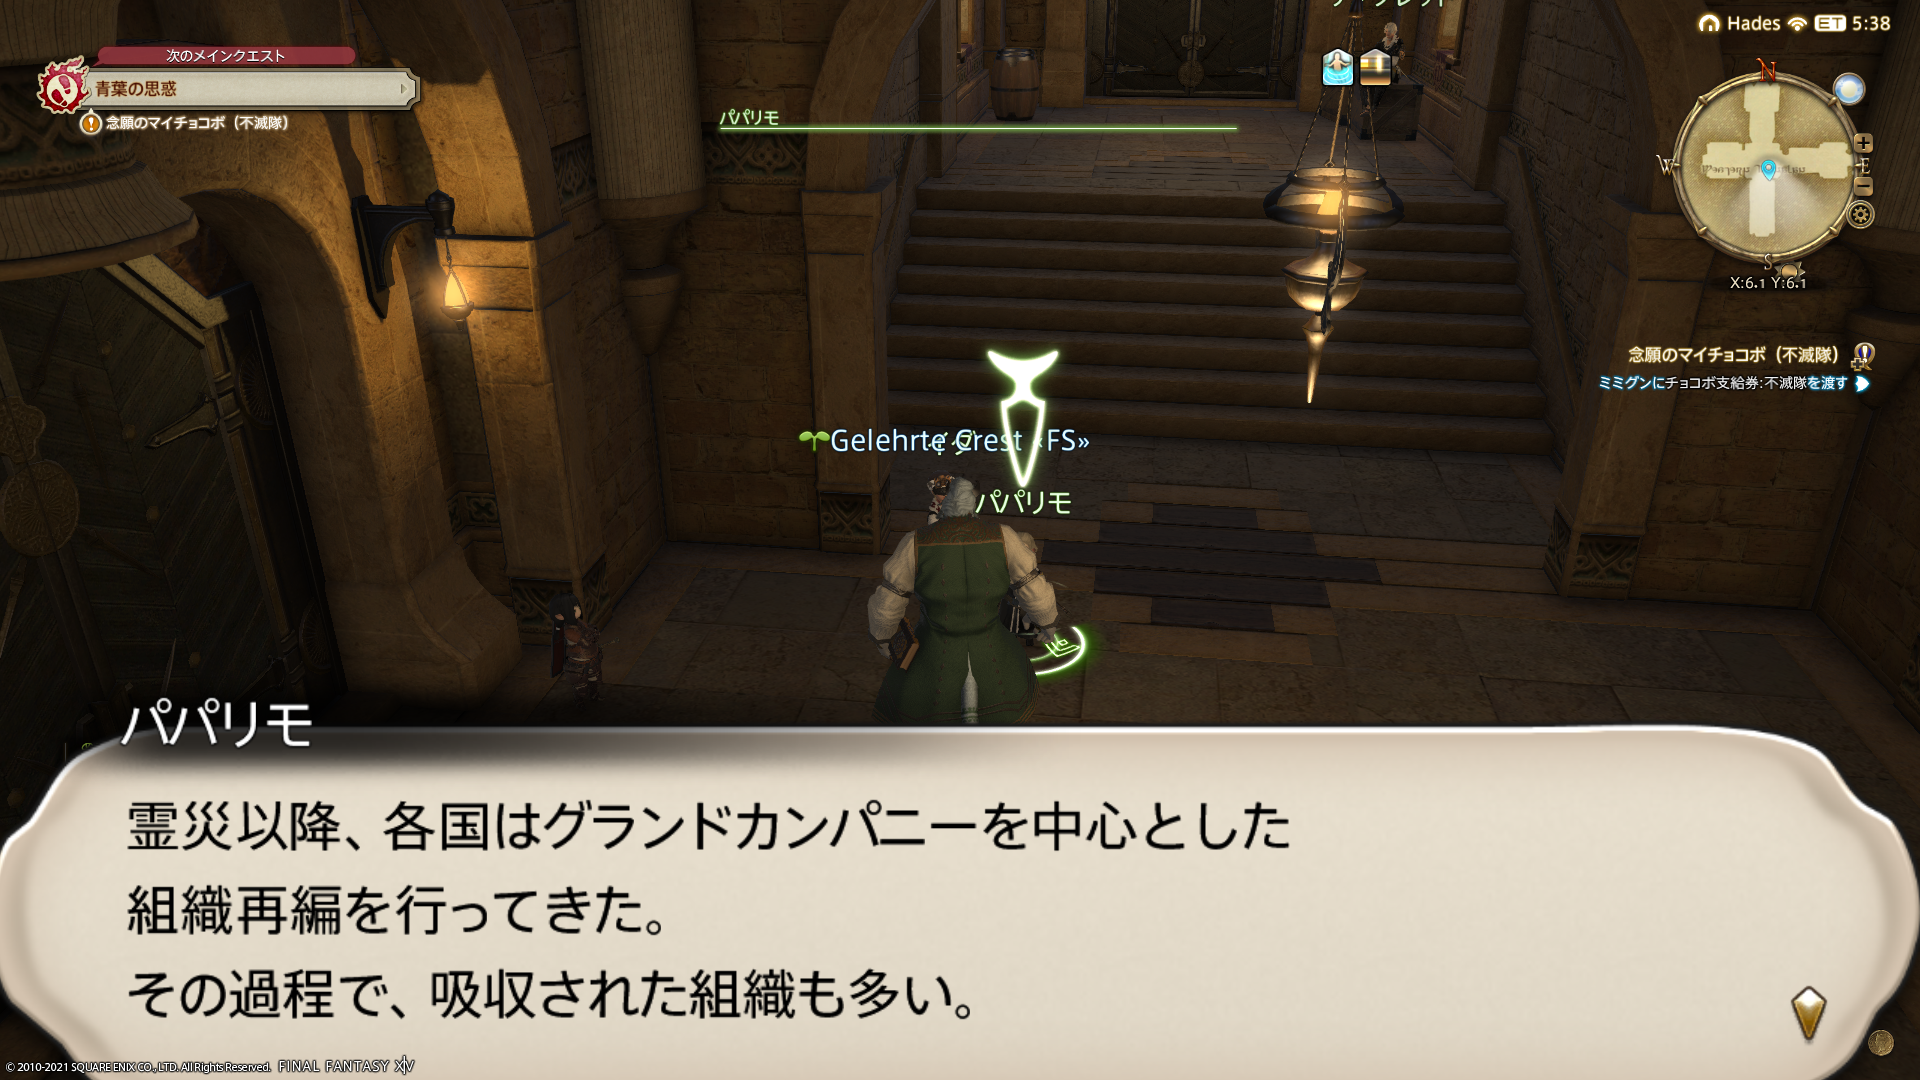 次のメインクエスト
青葉の思惑
念願のマイチョコボ（不滅隊）
パパリモ
Hades ET 5:38
N
W
E
S
X:6.1 Y:6.1
念願のマイチョコボ（不滅隊）
ミミグンにチョコボ支給券:不滅隊を渡す
Gelehrte Crest «FS»
パパリモ
パパリモ
霊災以降、各国はグランドカンパニーを中心とした
組織再編を行ってきた。
その過程で、吸収された組織も多い。
© 2010-2021 SQUARE ENIX CO., LTD. All Rights Reserved. FINAL FANTASY XIV